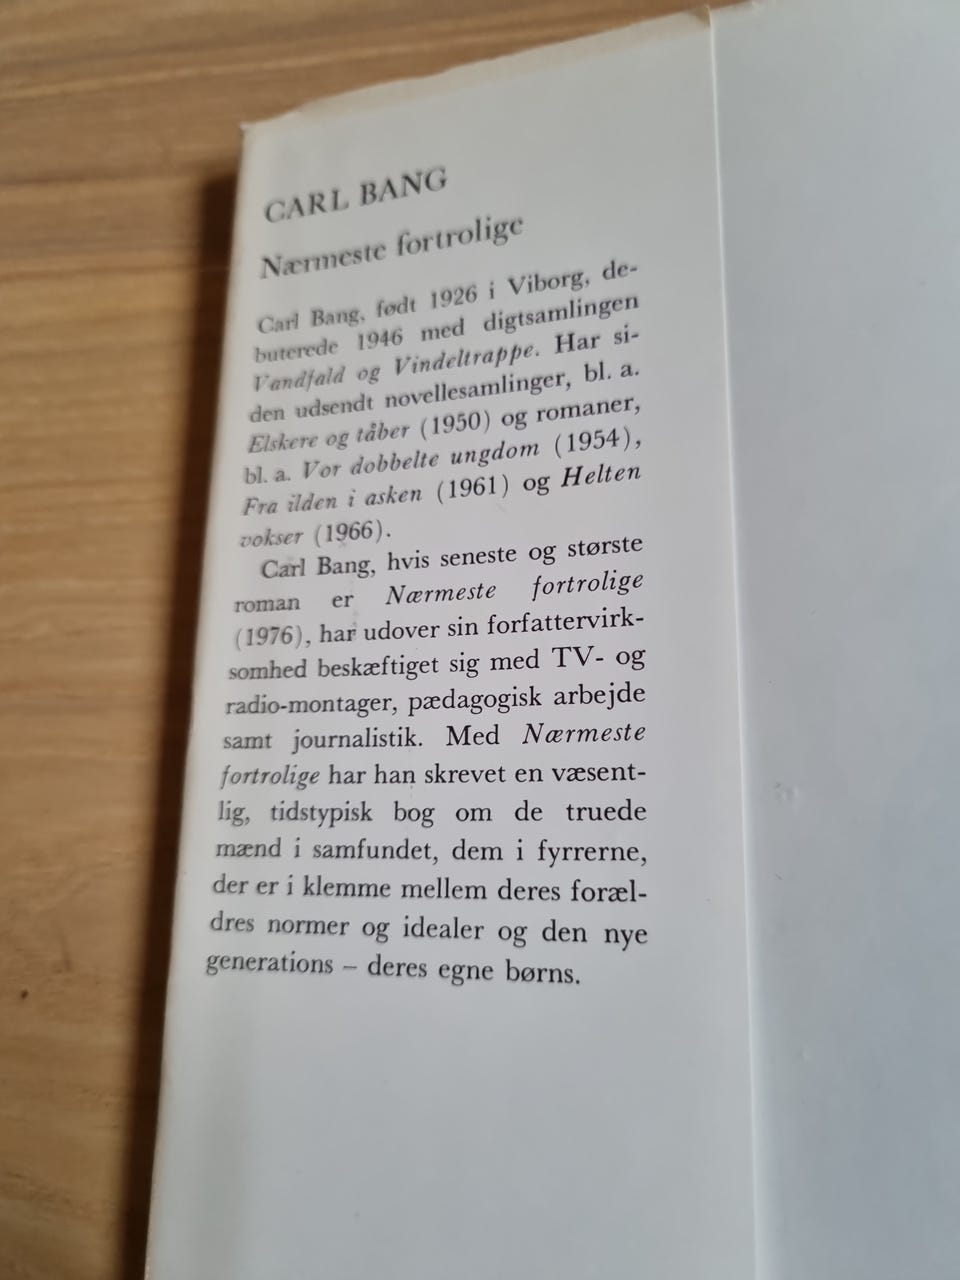 CARL BANG
Nærmeste fortrolige
Carl Bang, født 1926 i Viborg, de-
buterede 1946 med digtsamlingen
Vandfald og Vindeltrappe. Har si-
den udsendt novellesamlinger, bl. a.
Elskere og tåber (1950) og romaner,
bl. a. Vor dobbelte ungdom (1954),
Fra ilden i asken (1961) og Helten
vokser (1966).
Carl Bang, hvis seneste og største
roman er Nærmeste fortrolige
(1976), har udover sin forfattervirk-
somhed beskæftiget sig med TV- og
radio-montager, pædagogisk arbejde
samt journalistik. Med Nærmeste
fortrolige har han skrevet en væsent-
lig, tidstypisk bog om de truede
mænd i samfundet, dem i fyrrerne,
der er i klemme mellem deres foræl-
dres normer og idealer og den nye
generations – deres egne børns.